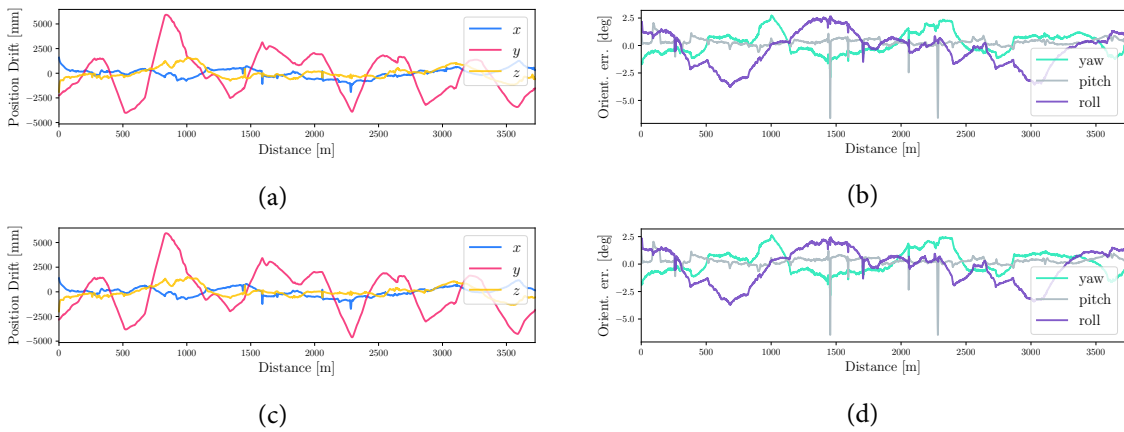 Position Drift [mm]
5000
2500
0
−2500
−5000
x
y
z
0 500 1000 1500 2000 2500 3000 3500
Distance [m]
(a)
Orient. err. [deg]
2.5
0.0
−2.5
−5.0
yaw
pitch
roll
0 500 1000 1500 2000 2500 3000 3500
Distance [m]
(b)
Position Drift [mm]
5000
2500
0
−2500
−5000
x
y
z
0 500 1000 1500 2000 2500 3000 3500
Distance [m]
(c)
Orient. err. [deg]
2.5
0.0
−2.5
−5.0
yaw
pitch
roll
0 500 1000 1500 2000 2500 3000 3500
Distance [m]
(d)